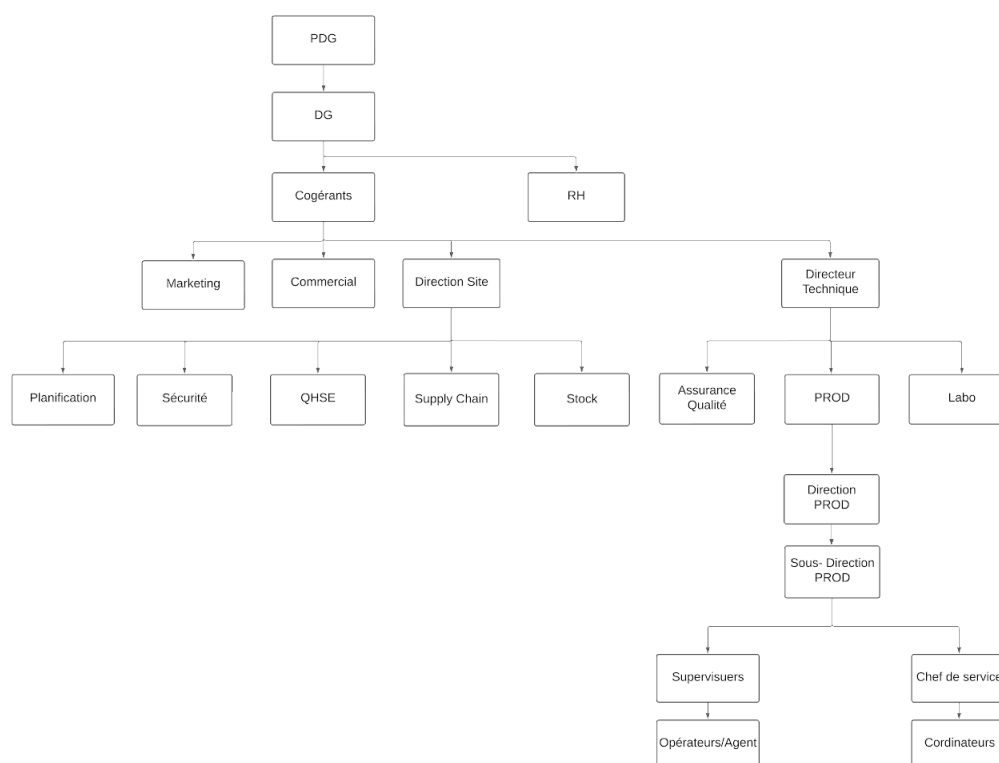 PDG
DG
Cogérants
RH
Marketing
Commercial
Direction Site
Directeur
Technique
Planification
Sécurité
QHSE
Supply Chain
Stock
Assurance
Qualité
PROD
Labo
Direction
PROD
Sous- Direction
PROD
Supervisuers
Chef de service
Opérateurs/Agent
Cordinateurs